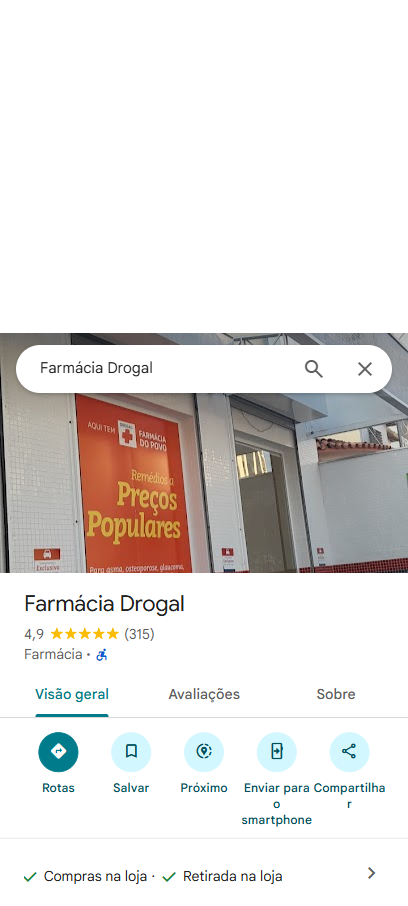 Farmácia Drogal
AQUI TEM
FARMÁCIA
DO POVO
Remédios a
Preços
Populares
Para asma, osteoporose, glaucoma,
Exclusivo
Farmácia Drogal
4,9 (315)
Farmácia ·
Visão geral Avaliações Sobre
Rotas Salvar Próximo Enviar para o smartphone Compartilhar
Compras na loja · Retirada na loja